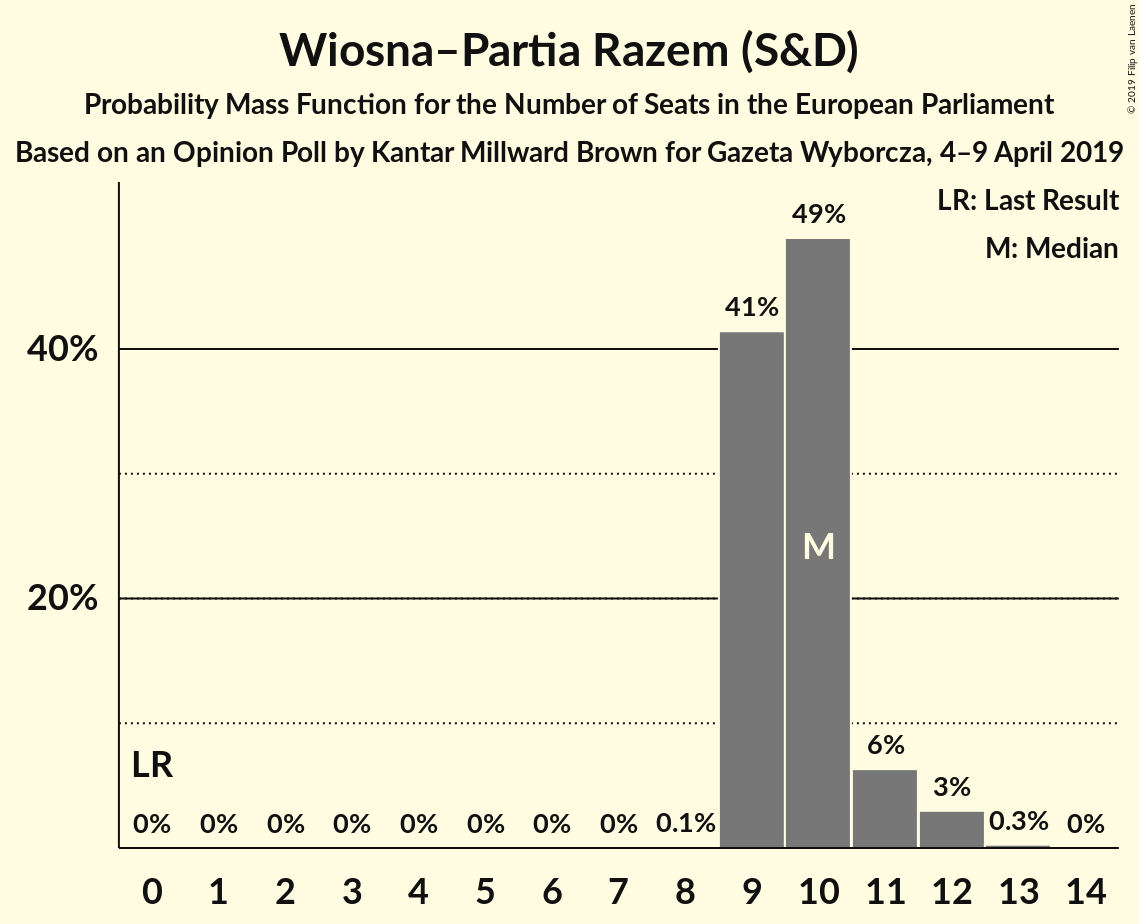 Wiosna–Partia Razem (S&D)
Probability Mass Function for the Number of Seats in the European Parliament
Based on an Opinion Poll by Kantar Millward Brown for Gazeta Wyborcza, 4–9 April 2019
© 2019 Filip van Laenen
LR: Last Result
M: Median
49%
41%
40%
M
20%
6%
LR
3%
0% 0% 0% 0% 0% 0% 0% 0% 0.1% 0.3% 0%
0 1 2 3 4 5 6 7 8 9 10 11 12 13 14